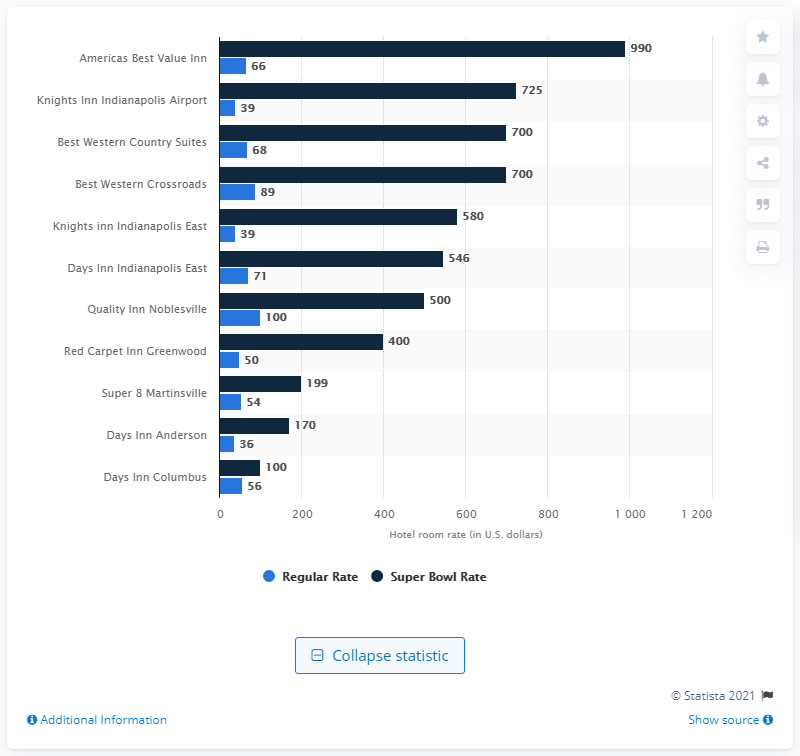 Americas Best Value Inn 990
66
Knights Inn Indianapolis Airport 725
39
Best Western Country Suites 700
68
Best Western Crossroads 700
89
Knights inn Indianapolis East 580
39
Days Inn Indianapolis East 546
71
Quality Inn Noblesville 500
100
Red Carpet Inn Greenwood 400
50
Super 8 Martinsville 199
54
Days Inn Anderson 170
36
Days Inn Columbus 100
56
0 200 400 600 800 1 000 1 200
Hotel room rate (in U.S. dollars)
Regular Rate Super Bowl Rate
Collapse statistic
© Statista 2021
Additional Information Show source